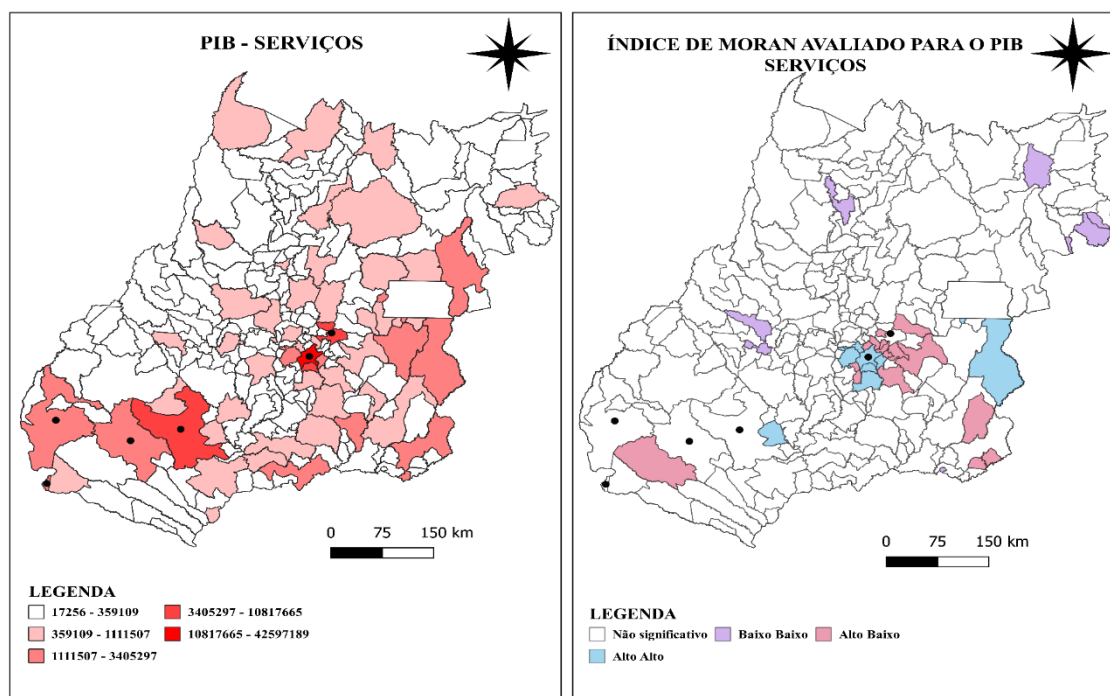 PIB - SERVIÇOS
0 75 150 km
LEGENDA
17256 - 359109
3405297 - 10817665
359109 - 1111507
10817665 - 42597189
1111507 - 3405297
ÍNDICE DE MORAN AVALIADO PARA O PIB
SERVIÇOS
0 75 150 km
LEGENDA
Não significativo
Baixo Baixo
Alto Baixo
Alto Alto